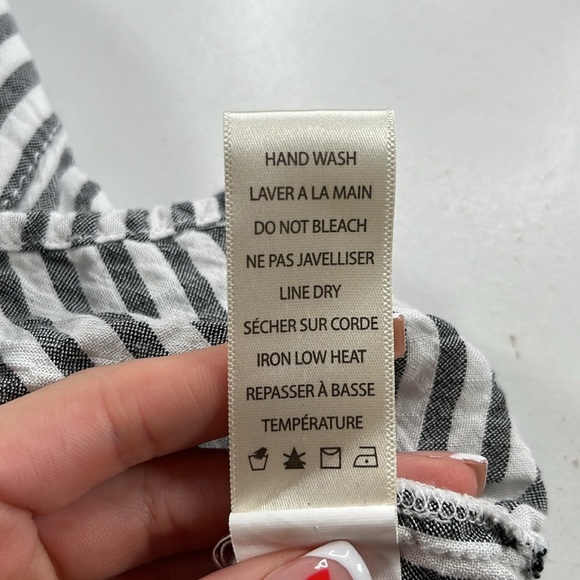 HAND WASH
LAVER A LA MAIN
DO NOT BLEACH
NE PAS JAVELLISER
LINE DRY
SÉCHER SUR CORDE
IRON LOW HEAT
REPASSER À BASSE
TEMPÉRATURE